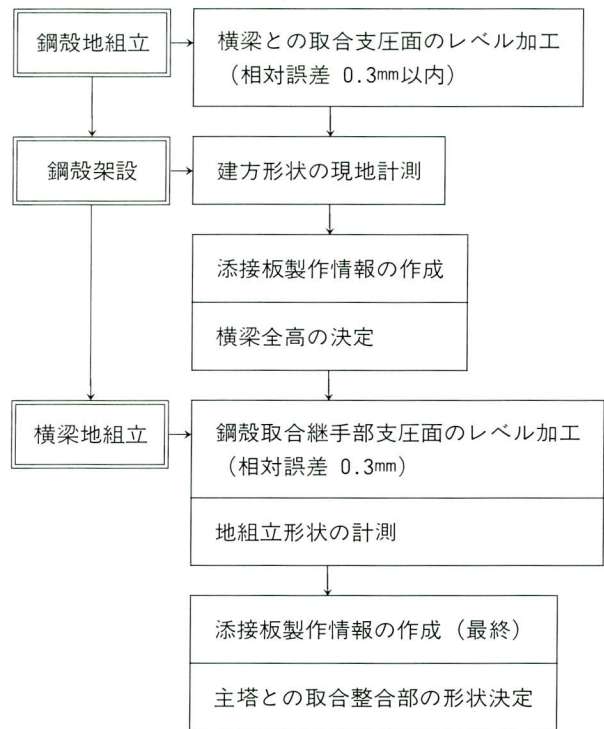 鋼殻地組立
横梁との取合支圧面のレベル加工
（相対誤差 0.3㎜以内）
鋼殻架設
建方形状の現地計測
添接板製作情報の作成
横梁全高の決定
横梁地組立
鋼殻取合継手部支圧面のレベル加工
（相対誤差 0.3㎜）
地組立形状の計測
添接板製作情報の作成（最終）
主塔との取合整合部の形状決定